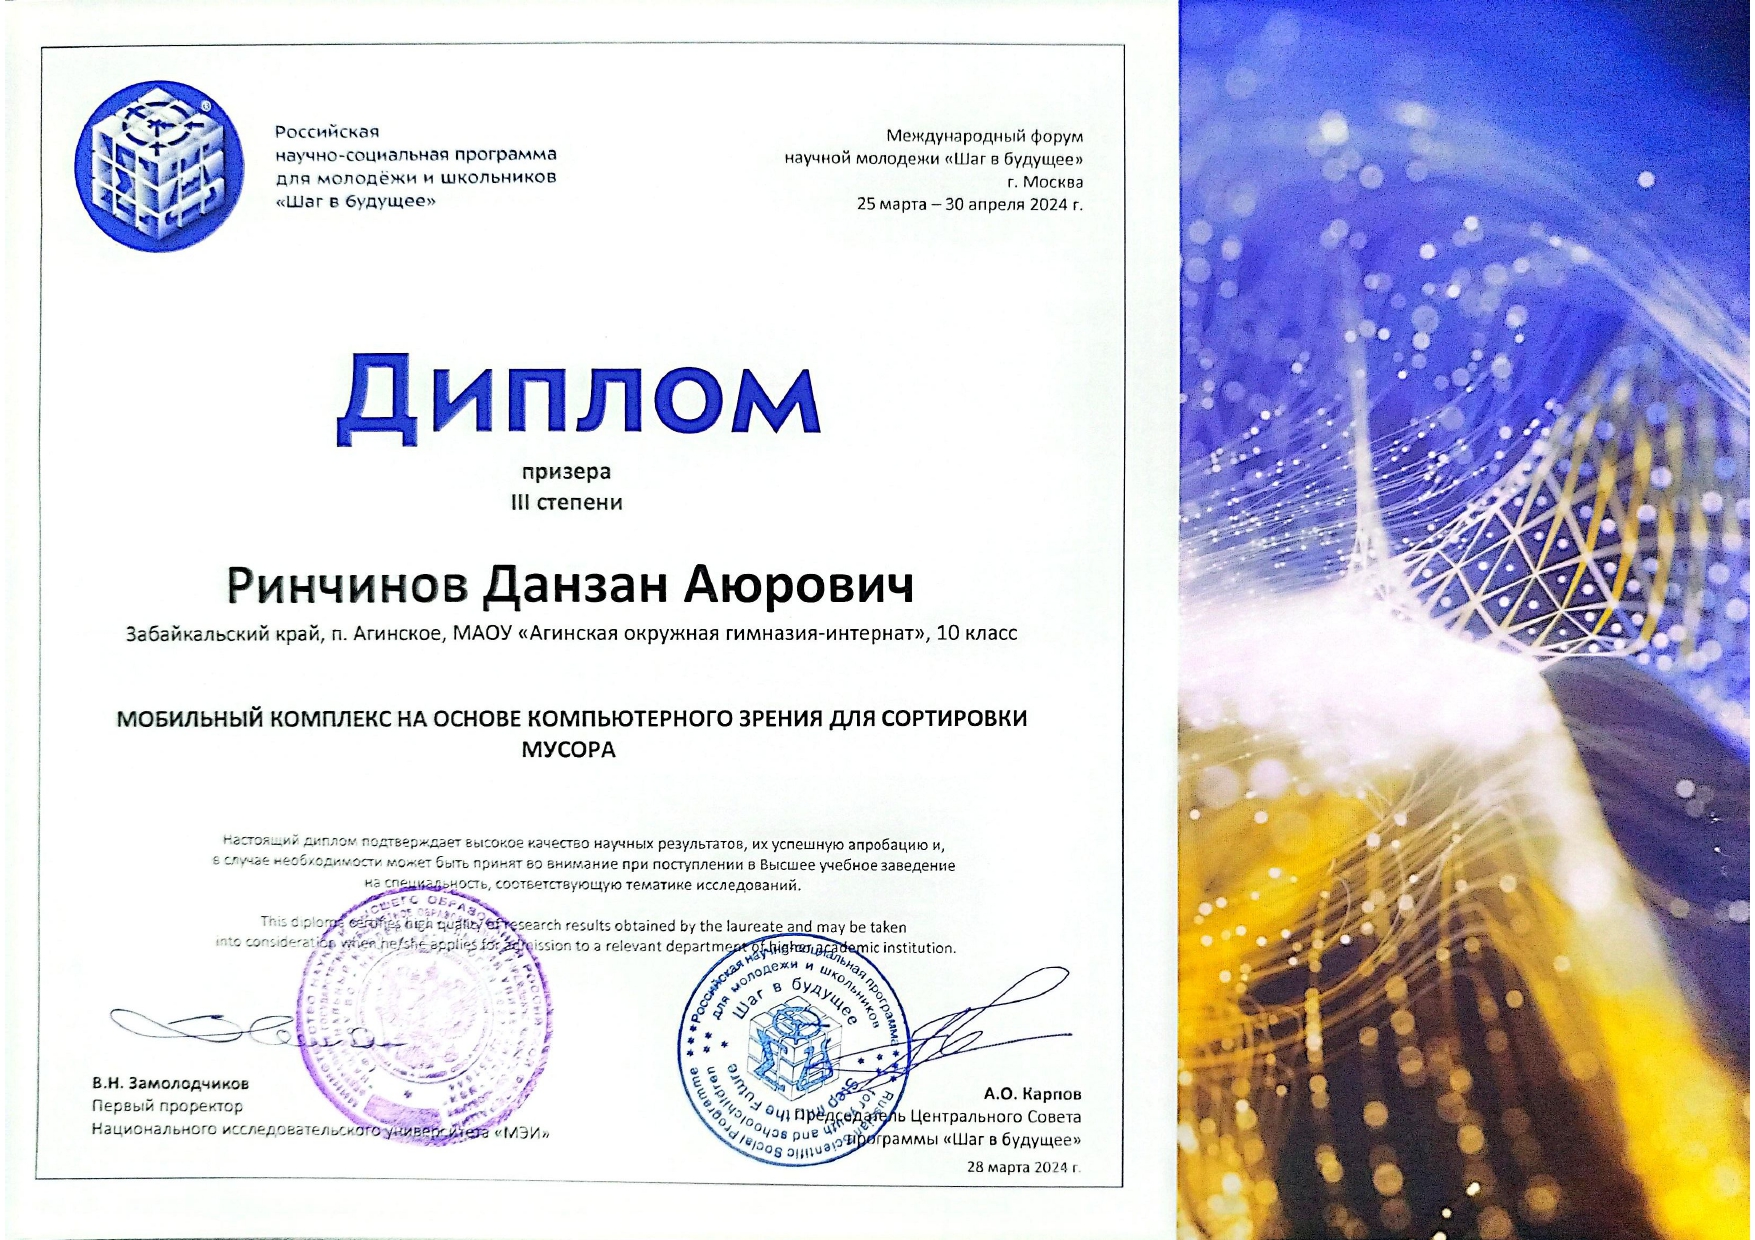 Российская
научно-социальная программа
для молодёжи и школьников
«Шаг в будущее»
Международный форум
научной молодежи «Шаг в будущее»
г. Москва
25 марта – 30 апреля 2024 г.
Диплом
призера
III степени
Ринчинов Данзан Аюрович
Забайкальский край, п. Агинское, МАОУ «Агинская окружная гимназия-интернат», 10 класс
МОБИЛЬНЫЙ КОМПЛЕКС НА ОСНОВЕ КОМПЬЮТЕРНОГО ЗРЕНИЯ ДЛЯ СОРТИРОВКИ
МУСОРА
Настоящий диплом подтверждает высокое качество научных результатов, их успешную апробацию и,
в случае необходимости может быть принят во внимание при поступлении в Высшее учебное заведение
на специальность, соответствующую тематике исследований.
This diploma certifies high quality of research results obtained by the laureate and may be taken
into consideration when he/she applies for admission to a relevant department of higher academic institution.
В.Н. Замолодчиков
Первый проректор
Национального исследовательского университета «МЭИ»
Российская научно-социальная программа
для молодежи и школьников
Шаг в будущее
Step into the Future
for youth and schoolchildren
Russian Scientific Social Programme
А.О. Карпов
Председатель Центрального Совета
программы «Шаг в будущее»
28 марта 2024 г.